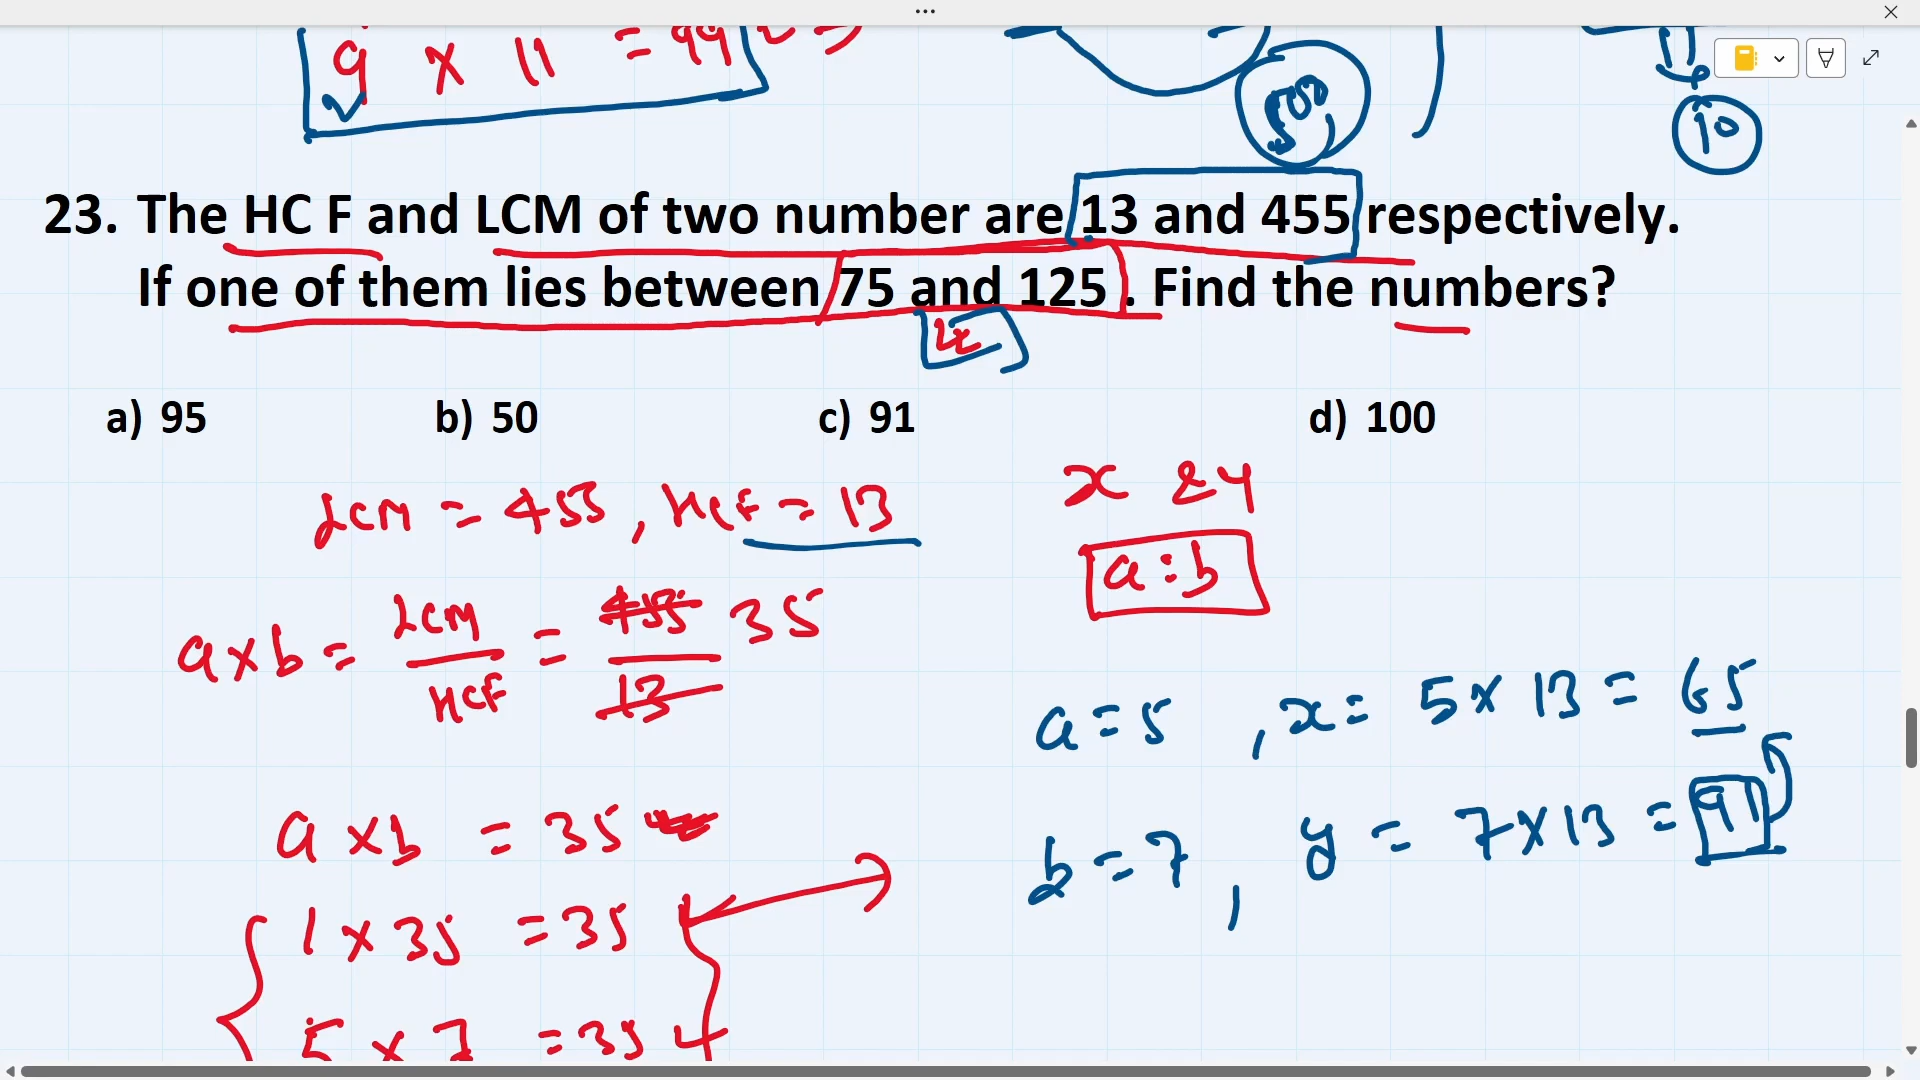 9 x 11 = 99
10
23. The HC F and LCM of two number are 13 and 455 respectively.
If one of them lies between 75 and 125 . Find the numbers?
a) 95 b) 50 c) 91 d) 100
LCM = 455, HCF = 13
x & y
a : b
a x b = LCM / HCF = 455 / 13 35
a = 5 , x = 5 x 13 = 65
b = 7 , y = 7 x 13 = 91
a x b = 35
1 x 35 = 35
5 x 7 = 35